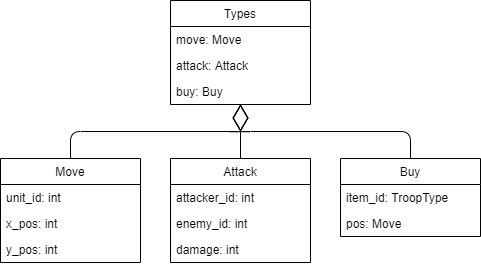 Types
move: Move
attack: Attack
buy: Buy
Move
unit_id: int
x_pos: int
y_pos: int
Attack
attacker_id: int
enemy_id: int
damage: int
Buy
item_id: TroopType
pos: Move